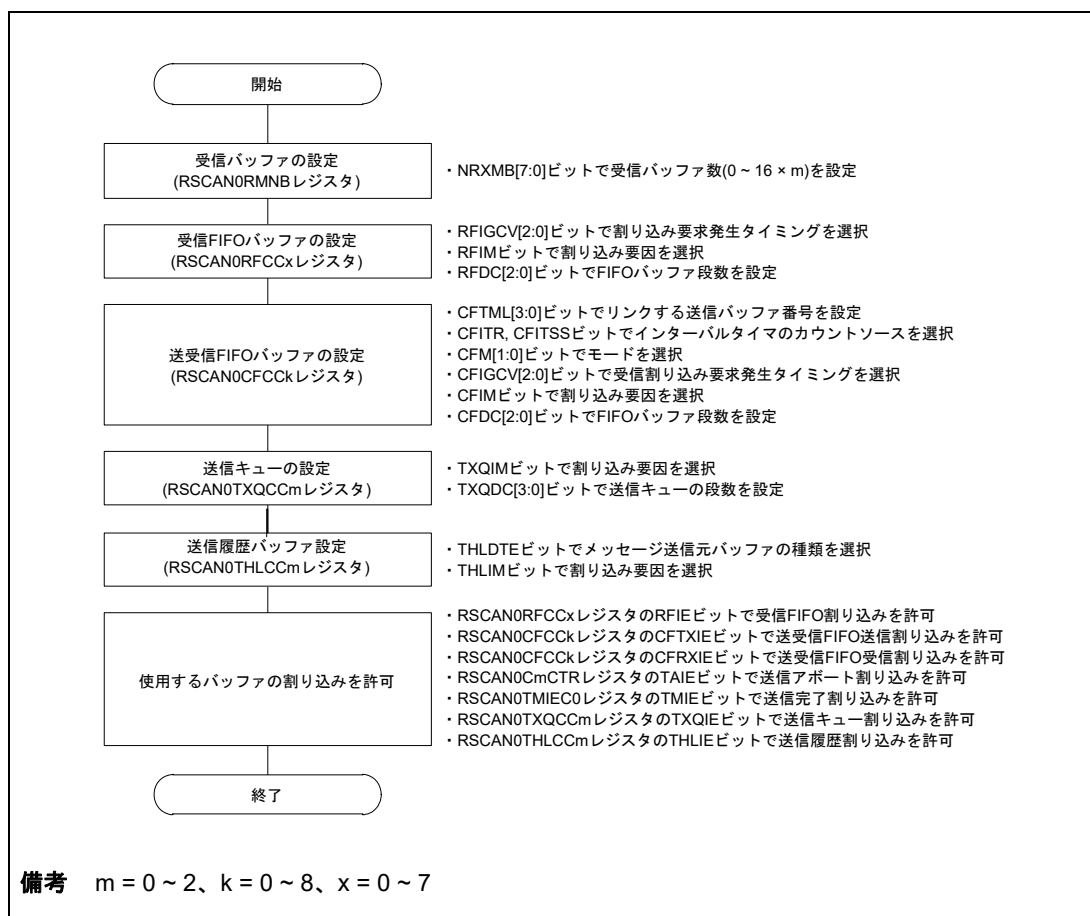 開始
受信バッファの設定
(RSCAN0RMNBレジスタ)
・NRXMB[7:0]ビットで受信バッファ数(0 ~ 16 × m)を設定
受信FIFOバッファの設定
(RSCAN0RFCCxレジスタ)
・RFIGCV[2:0]ビットで割り込み要求発生タイミングを選択
・RFIMビットで割り込み要因を選択
・RFDC[2:0]ビットでFIFOバッファ段数を設定
送受信FIFOバッファの設定
(RSCAN0CFCCkレジスタ)
・CFTML[3:0]ビットでリンクする送信バッファ番号を設定
・CFITR, CFITSSビットでインターバルタイマのカウントソースを選択
・CFM[1:0]ビットでモードを選択
・CFIGCV[2:0]ビットで受信割り込み要求発生タイミングを選択
・CFIMビットで割り込み要因を選択
・CFDC[2:0]ビットでFIFOバッファ段数を設定
送信キューの設定
(RSCAN0TXQCCmレジスタ)
・TXQIMビットで割り込み要因を選択
・TXQDC[3:0]ビットで送信キューの段数を設定
送信履歴バッファ設定
(RSCAN0THLCCmレジスタ)
・THLDTEビットでメッセージ送信元バッファの種類を選択
・THLIMビットで割り込み要因を選択
使用するバッファの割り込みを許可
・RSCAN0RFCCxレジスタのRFIEビットで受信FIFO割り込みを許可
・RSCAN0CFCCkレジスタのCFTXIEビットで送受信FIFO送信割り込みを許可
・RSCAN0CFCCkレジスタのCFRXIEビットで送受信FIFO受信割り込みを許可
・RSCAN0CmCTRレジスタのTAIEビットで送信アボート割り込みを許可
・RSCAN0TMIEC0レジスタのTMIEビットで送信完了割り込みを許可
・RSCAN0TXQCCmレジスタのTXQIEビットで送信キュー割り込みを許可
・RSCAN0THLCCmレジスタのTHLIEビットで送信履歴割り込みを許可
終了
備考 m = 0 ~ 2、k = 0 ~ 8、x = 0 ~ 7